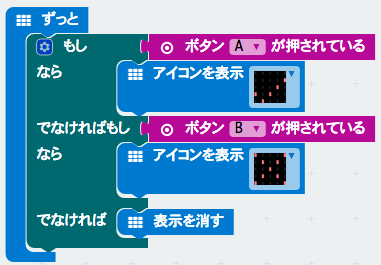 ずっと
もし ボタン A が押されている
なら アイコンを表示
でなければもし ボタン B が押されている
なら アイコンを表示
でなければ 表示を消す